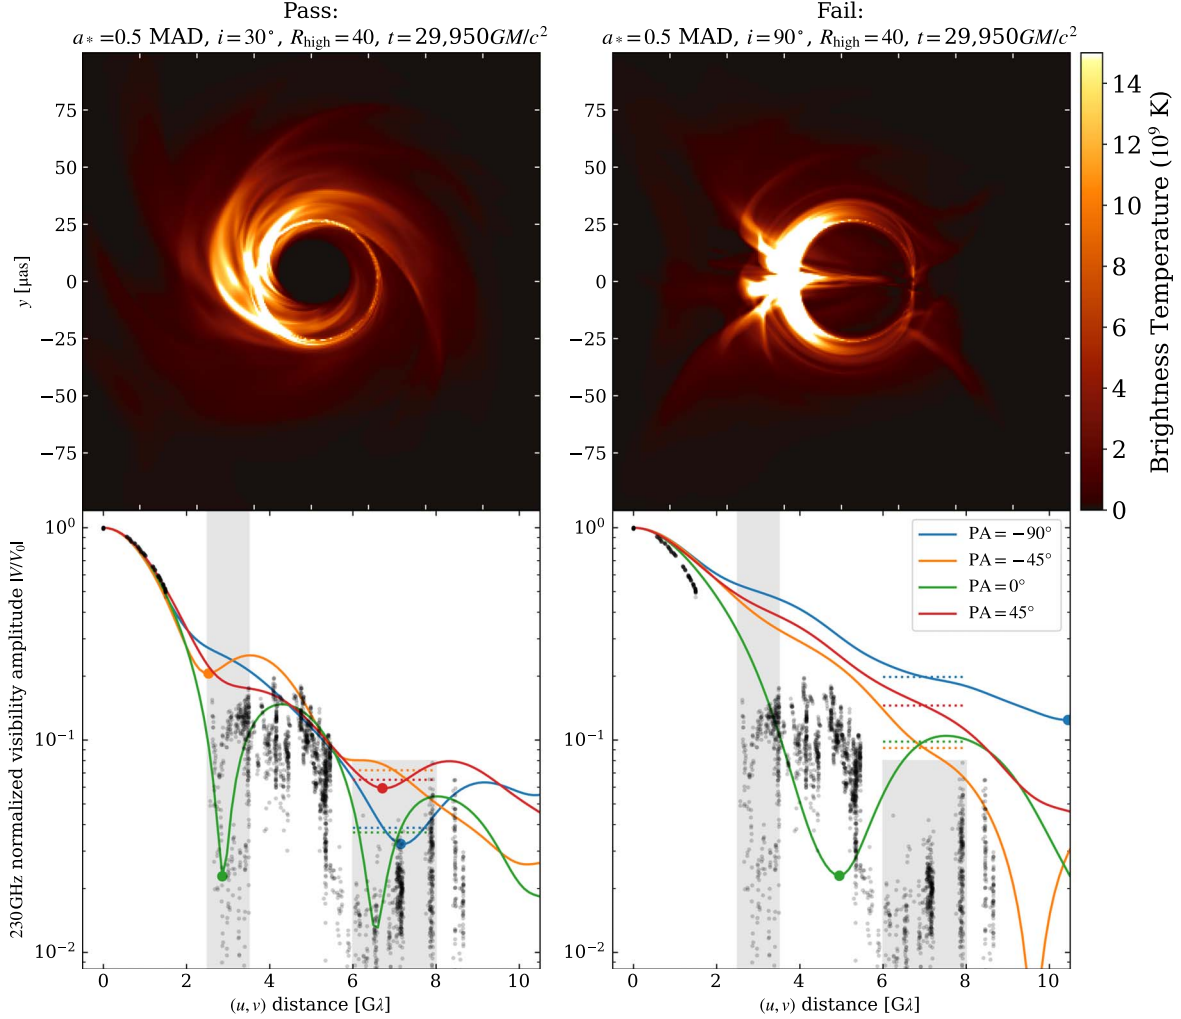 Pass:
a* =0.5 MAD, i = 30°, Rhigh = 40, t = 29,950GM/c²
Fail:
a* =0.5 MAD, i = 90°, Rhigh = 40, t = 29,950GM/c²
75
50
25
0
−25
−50
−75
y [μas]
75
50
25
0
−25
−50
−75
14
12
10
8
6
4
2
0
Brightness Temperature (10⁹ K)
10⁰
10⁻¹
10⁻²
230GHz normalized visibility amplitude |V/V₀|
0 2 4 6 8 10
(u, v) distance [Gλ]
10⁰
10⁻¹
10⁻²
PA = −90°
PA = −45°
PA = 0°
PA = 45°
0 2 4 6 8 10
(u, v) distance [Gλ]